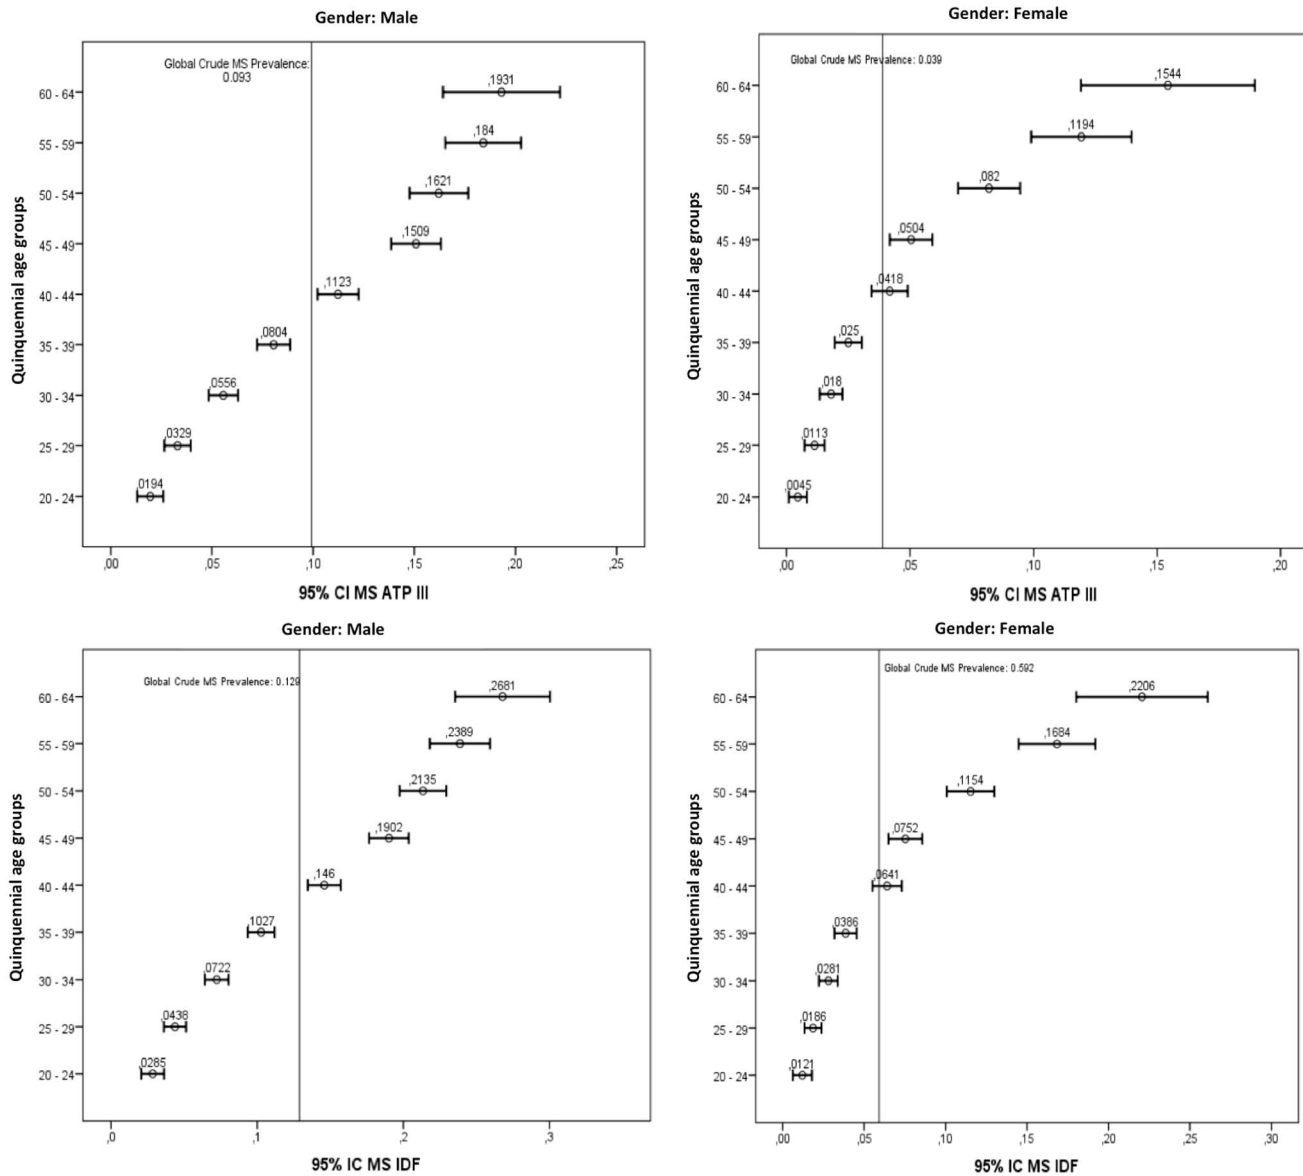 Gender: Male
Global Crude MS Prevalence:
0.093
Quinquennial age groups
60 - 64
,1931
55 - 59
,184
50 - 54
,1621
45 - 49
,1509
40 - 44
,1123
35 - 39
,0804
30 - 34
,0556
25 - 29
,0329
20 - 24
,0194
,00 ,05 ,10 ,15 ,20 ,25
95% CI MS ATP III
Gender: Female
Global Crude MS Prevalence: 0.039
Quinquennial age groups
60 - 64
,1544
55 - 59
,1194
50 - 54
,082
45 - 49
,0504
40 - 44
,0418
35 - 39
,025
30 - 34
,018
25 - 29
,0113
20 - 24
,0045
,00 ,05 ,10 ,15 ,20
95% CI MS ATP III
Gender: Male
Global Crude MS Prevalence: 0.129
Quinquennial age groups
60 - 64
,2681
55 - 59
,2389
50 - 54
,2135
45 - 49
,1902
40 - 44
,146
35 - 39
,1027
30 - 34
,0722
25 - 29
,0438
20 - 24
,0285
,0 ,1 ,2 ,3
95% IC MS IDF
Gender: Female
Global Crude MS Prevalence: 0.592
Quinquennial age groups
60 - 64
,2206
55 - 59
,1684
50 - 54
,1154
45 - 49
,0752
40 - 44
,0641
35 - 39
,0386
30 - 34
,0281
25 - 29
,0186
20 - 24
,0121
,00 ,05 ,10 ,15 ,20 ,25 ,30
95% IC MS IDF